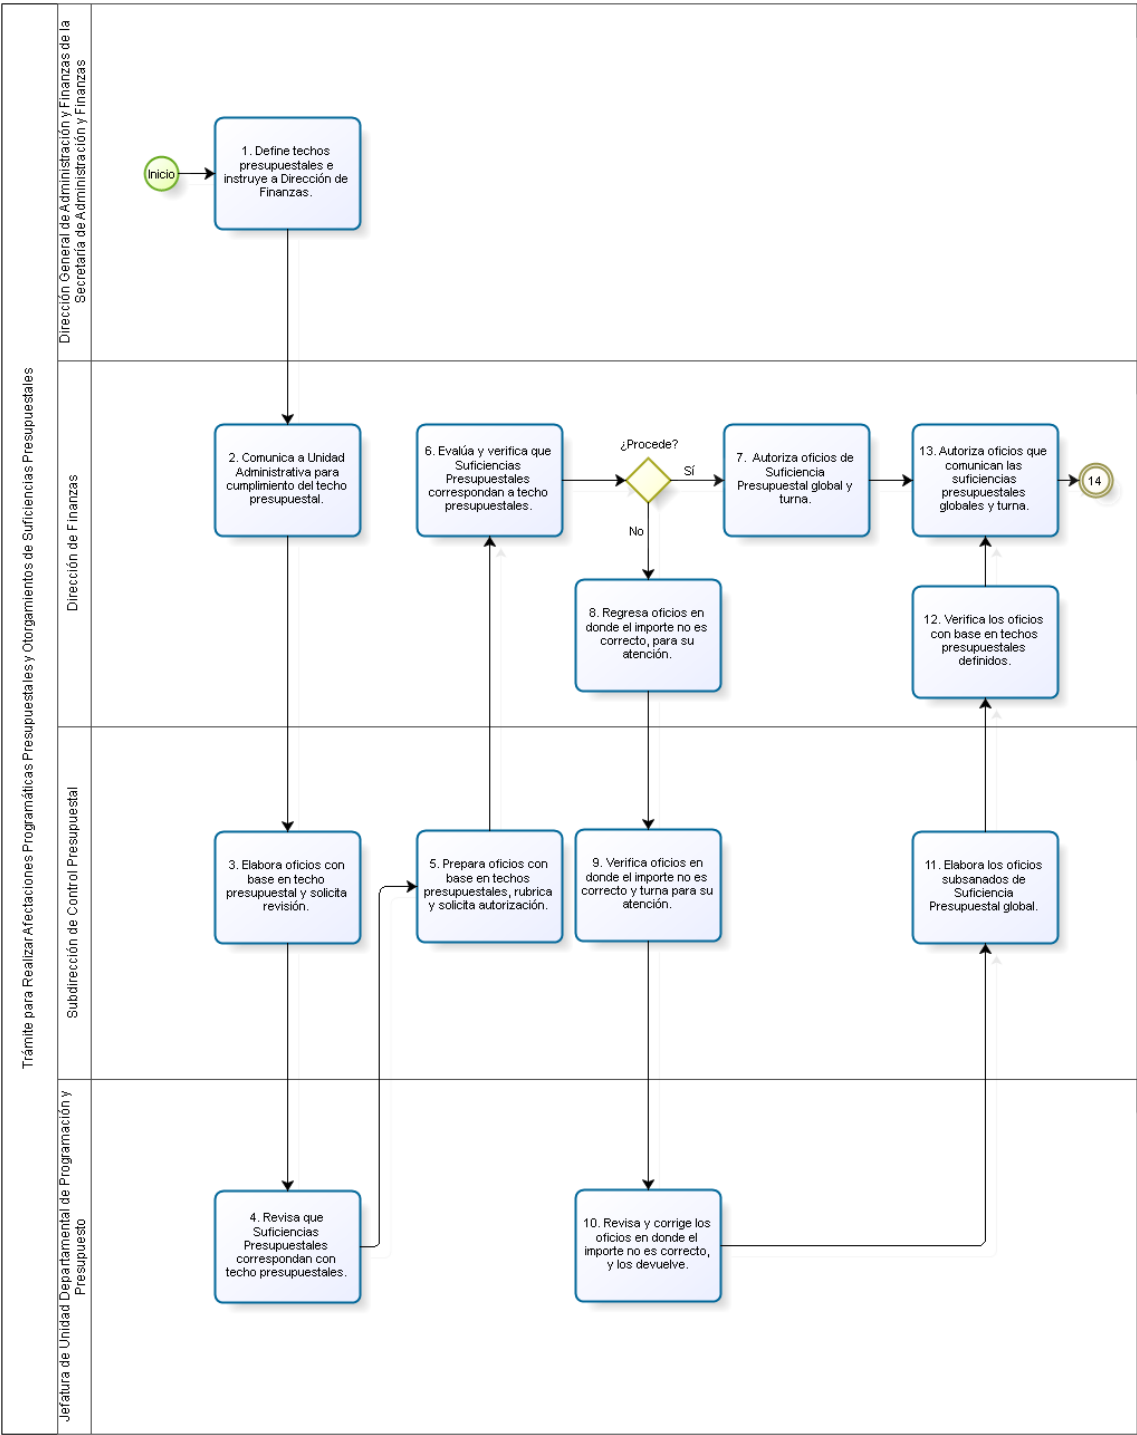 Trámite para Realizar Afectaciones Programáticas Presupuestales y Otorgamientos de Suficiencias Presupuestales
Dirección General de Administración y Finanzas de la
Secretaría de Administración y Finanzas
Inicio
1. Define techos
presupuestales e
instruye a Dirección de
Finanzas.
Dirección de Finanzas
2. Comunica a Unidad
Administrativa para
cumplimiento del techo
presupuestal.
6. Evalúa y verifica que
Suficiencias
Presupuestales
correspondan a techo
presupuestales.
¿Procede?
Sí
No
7. Autoriza oficios de
Suficiencia
Presupuestal global y
turna.
13. Autoriza oficios que
comunican las
suficiencias
presupuestales
globales y turna.
14
8. Regresa oficios en
donde el importe no es
correcto, para su
atención.
12. Verifica los oficios
con base en techos
presupuestales
definidos.
Subdirección de Control Presupuestal
3. Elabora oficios con
base en techo
presupuestal y solicita
revisión.
5. Prepara oficios con
base en techos
presupuestales, rubrica
y solicita autorización.
9. Verifica oficios en
donde el importe no es
correcto y turna para su
atención.
11. Elabora los oficios
subsanados de
Suficiencia
Presupuestal global.
Jefatura de Unidad Departamental de Programación y
Presupuesto
4. Revisa que
Suficiencias
Presupuestales
correspondan con
techo presupuestales.
10. Revisa y corrige los
oficios en donde el
importe no es correcto,
y los devuelve.